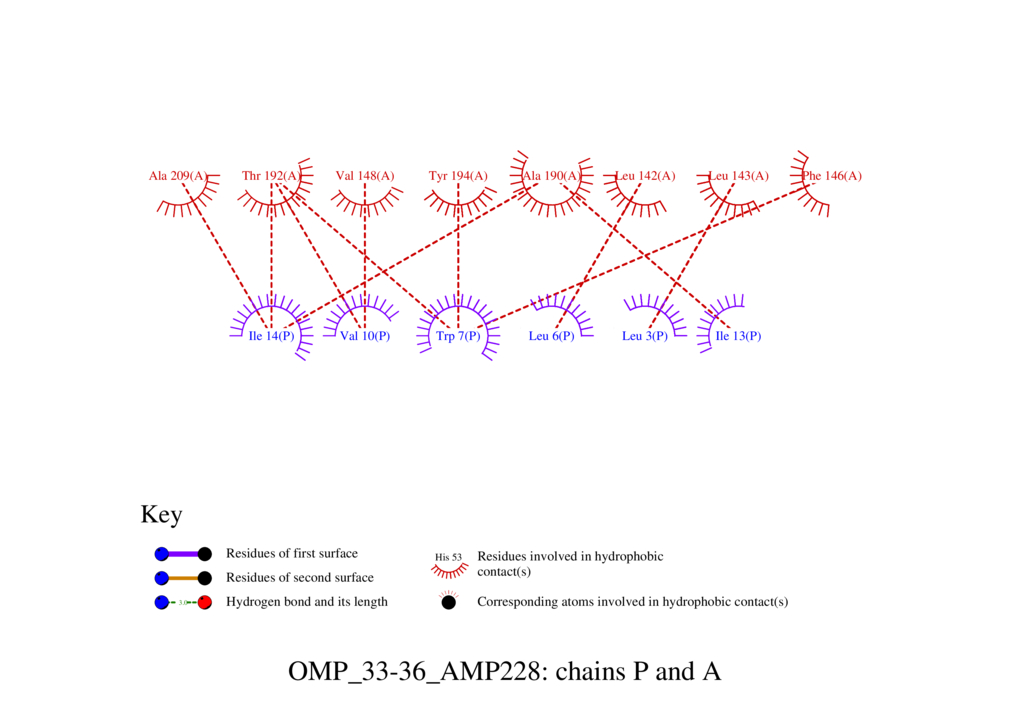 Ala 209(A) Thr 192(A) Val 148(A) Tyr 194(A) Ala 190(A) Leu 142(A) Leu 143(A) Phe 146(A)
Ile 14(P) Val 10(P) Trp 7(P) Leu 6(P) Leu 3(P) Ile 13(P)
Key
Residues of first surface
Residues of second surface
3.0
Hydrogen bond and its length
His 53
Residues involved in hydrophobic
contact(s)
Corresponding atoms involved in hydrophobic contact(s)
OMP_33-36_AMP228: chains P and A